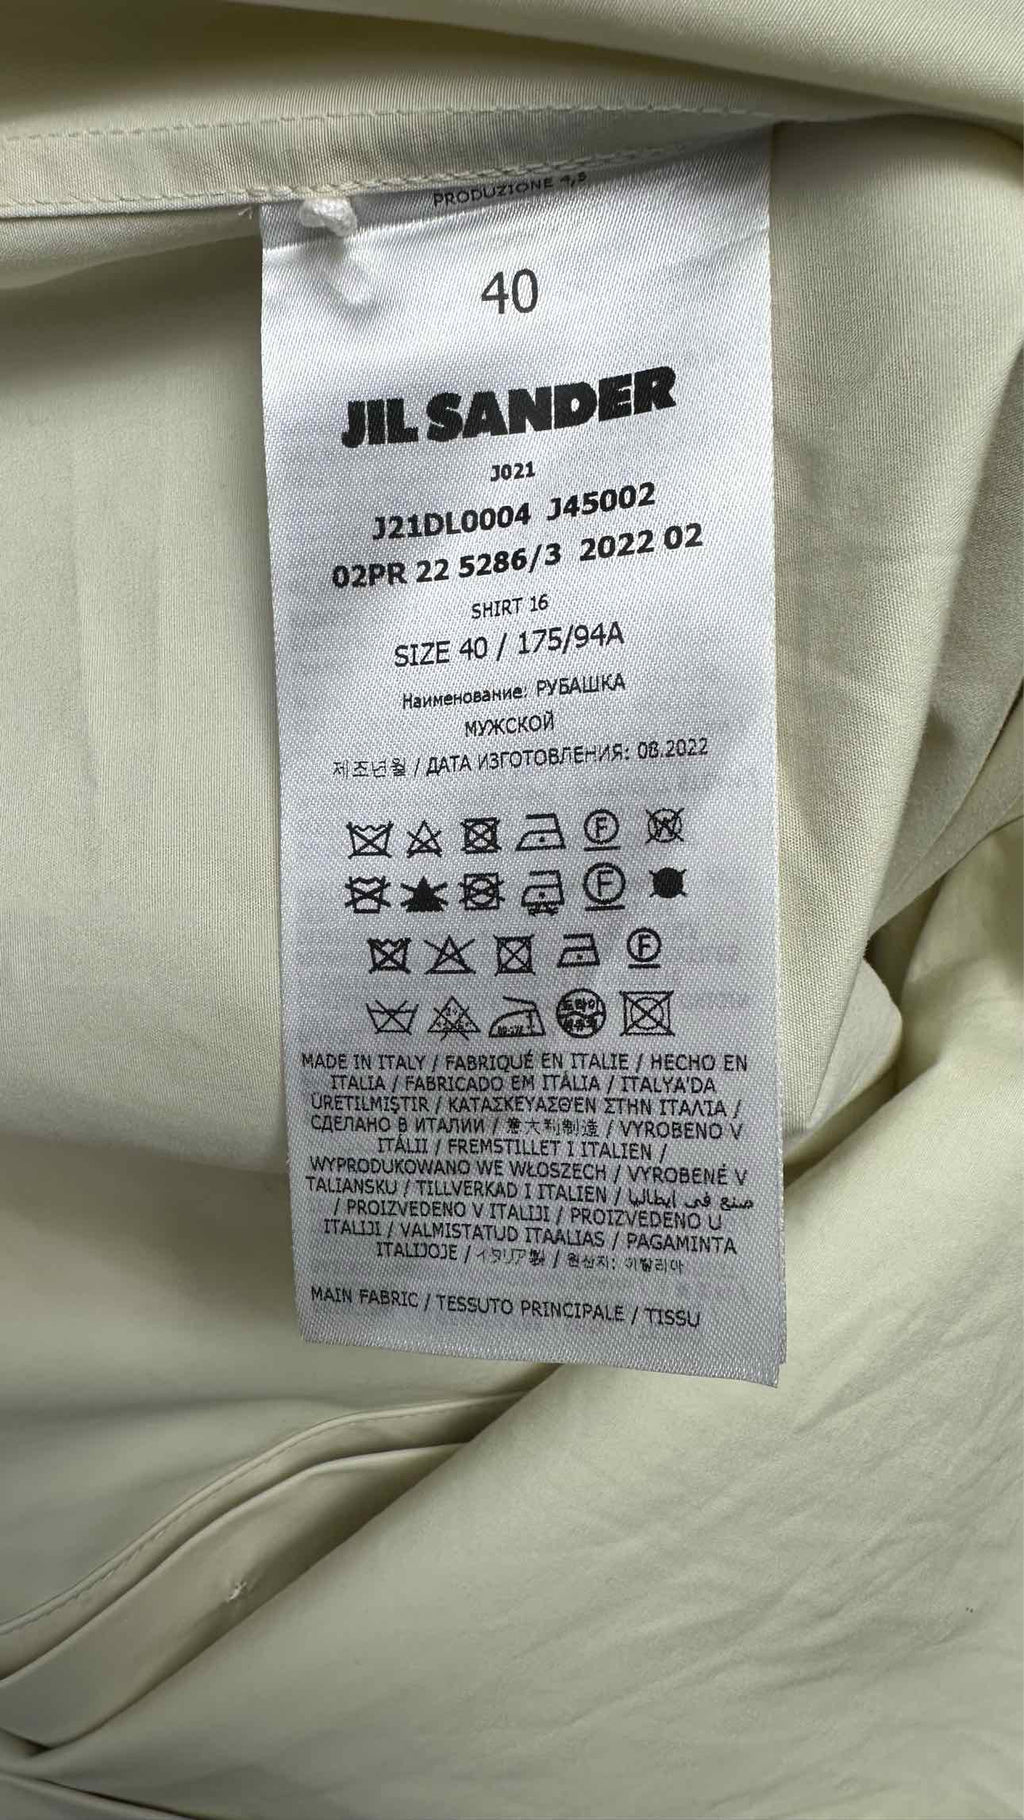 PRODUZIONE 4,5
40
JIL SANDER
J021
J21DL0004 J45002
02PR 22 5286/3 2022 02
SHIRT 16
SIZE 40 / 175/94A
Наименование: РУБАШКА
МУЖСКОЙ
제조년월 / ДАТА ИЗГОТОВЛЕНИЯ: 08.2022
F W
F
F
드라이
MADE IN ITALY / FABRIQUÉ EN ITALIE / HECHO EN
ITALIA / FABRICADO EM ITÁLIA / ITALYA'DA
ÜRETILMIŞTIR / ΚΑΤΑΣΚΕΥΑΣΘΕΝ ΣΤΗΝ ΙΤΑΛΙΑ /
СДЕЛАНО В ИТАЛИИ / 意大利制造 / VYROBENO V
ITÁLII / FREMSTILLET I ITALIEN /
WYPRODUKOWANO WE WŁOSZECH / VYROBENÉ V
TALIANSKU / TILLVERKAD I ITALIEN / صنع في ايطاليا
/ PROIZVEDENO V ITALIJI / PROIZVEDENO U
ITALIJI / VALMISTATUD ITAALIAS / PAGAMINTA
ITALIJOJE / イタリア製 / 원산지: 이탈리아
MAIN FABRIC / TESSUTO PRINCIPALE / TISSU